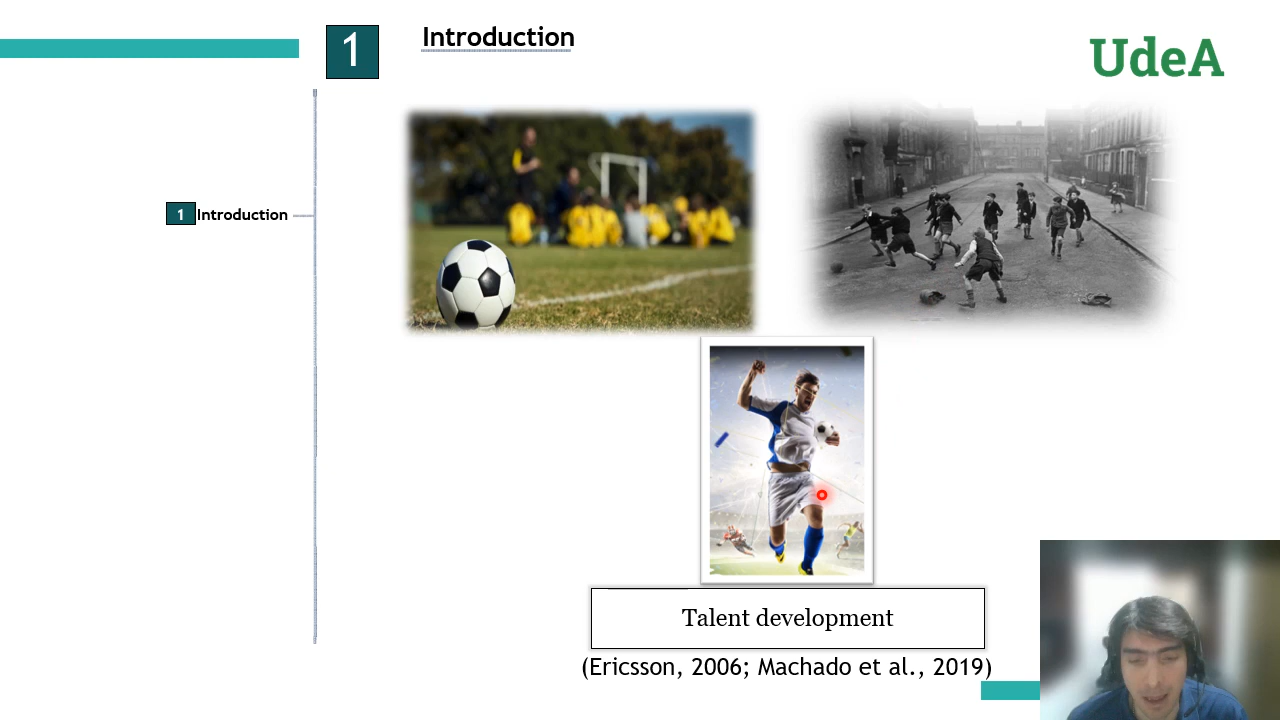 1
Introduction
UdeA
1 Introduction
Talent development
(Ericsson, 2006; Machado et al., 2019)